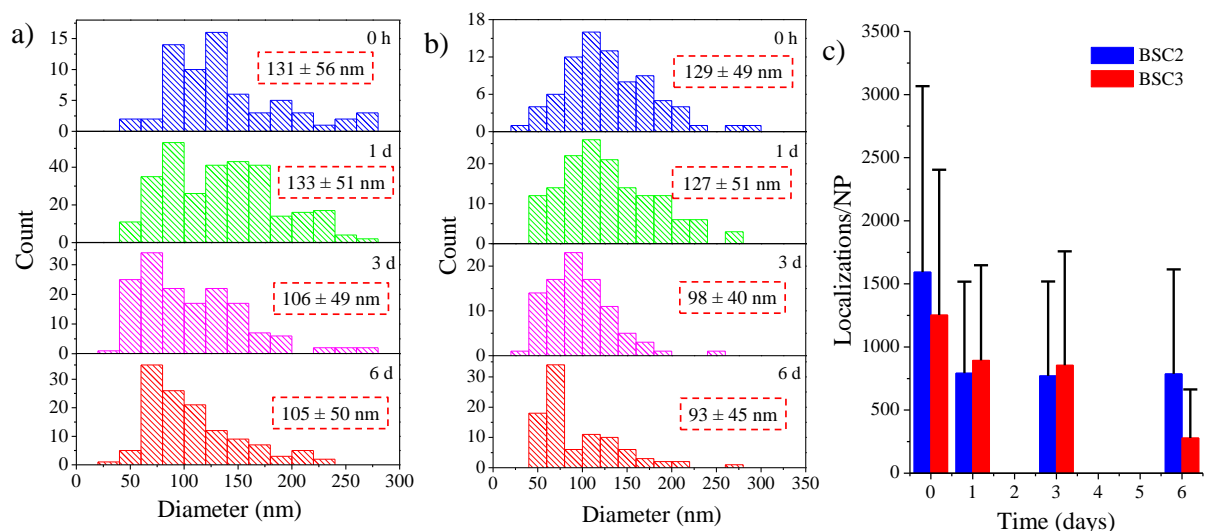 a)
Count
15
10
5
0
0 h
131 ± 56 nm
40
20
0
1 d
133 ± 51 nm
30
20
10
0
3 d
106 ± 49 nm
30
20
10
0
6 d
105 ± 50 nm
0 50 100 150 200 250 300
Diameter (nm)
b)
Count
18
12
6
0
0 h
129 ± 49 nm
20
10
0
1 d
127 ± 51 nm
20
10
0
3 d
98 ± 40 nm
30
20
10
0
6 d
93 ± 45 nm
0 50 100 150 200 250 300
Diameter (nm)
c)
Localizations/NP
3500
3000
2500
2000
1500
1000
500
0
BSC2
BSC3
0 1 2 3 4 5 6
Time (days)